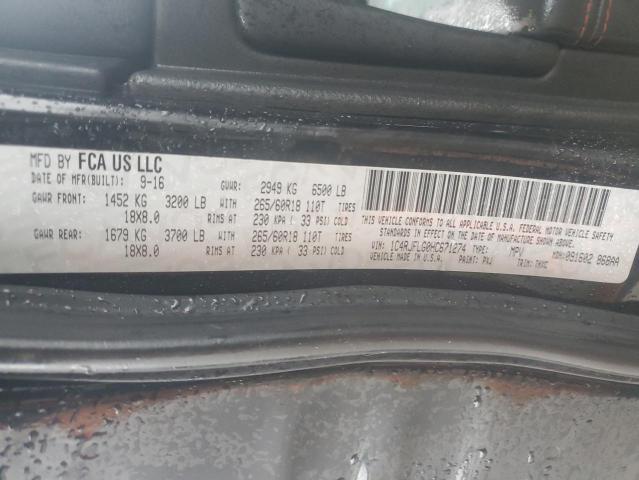 MFD BY FCA US LLC
DATE OF MFR(BUILT): 9-16 GVWR: 2949 KG 6500 LB
GAWR FRONT: 1452 KG 3200 LB WITH 265/60R18 110T
18X8.0 RIMS AT 230 KPA ( 33 PSI) COLD
GAWR REAR: 1679 KG 3700 LB WITH 265/60R18 110T
18X8.0 RIMS AT 230 KPA ( 33 PSI) COLD
THIS VEHICLE CONFORMS TO ALL APPLICABLE U.S.A. FEDERAL MOTOR VEHICLE SAFETY
STANDARDS IN EFFECT ON THE DATE OF MANUFACTURE SHOWN ABOVE.
VIN: 1C4RJFLG0HC671274 TYPE: MPV MDH: 091602 868AA
VEHICLE MADE IN U.S.A. PAINT: PXJ TRIM: